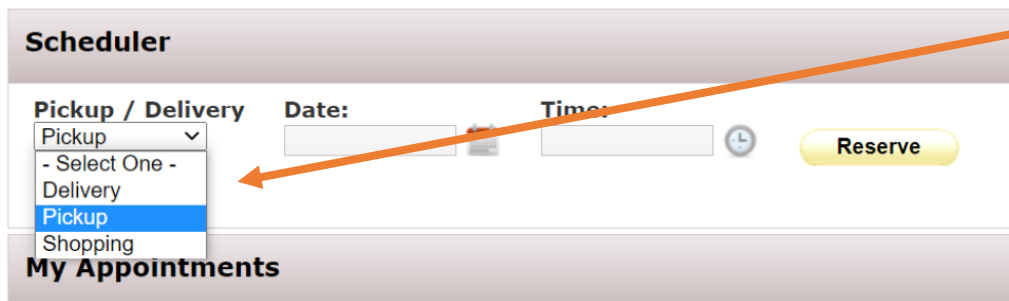 Scheduler
Pickup / Delivery Date: Time:
Pickup
Reserve
- Select One -
Delivery
Pickup
Shopping
My Appointments